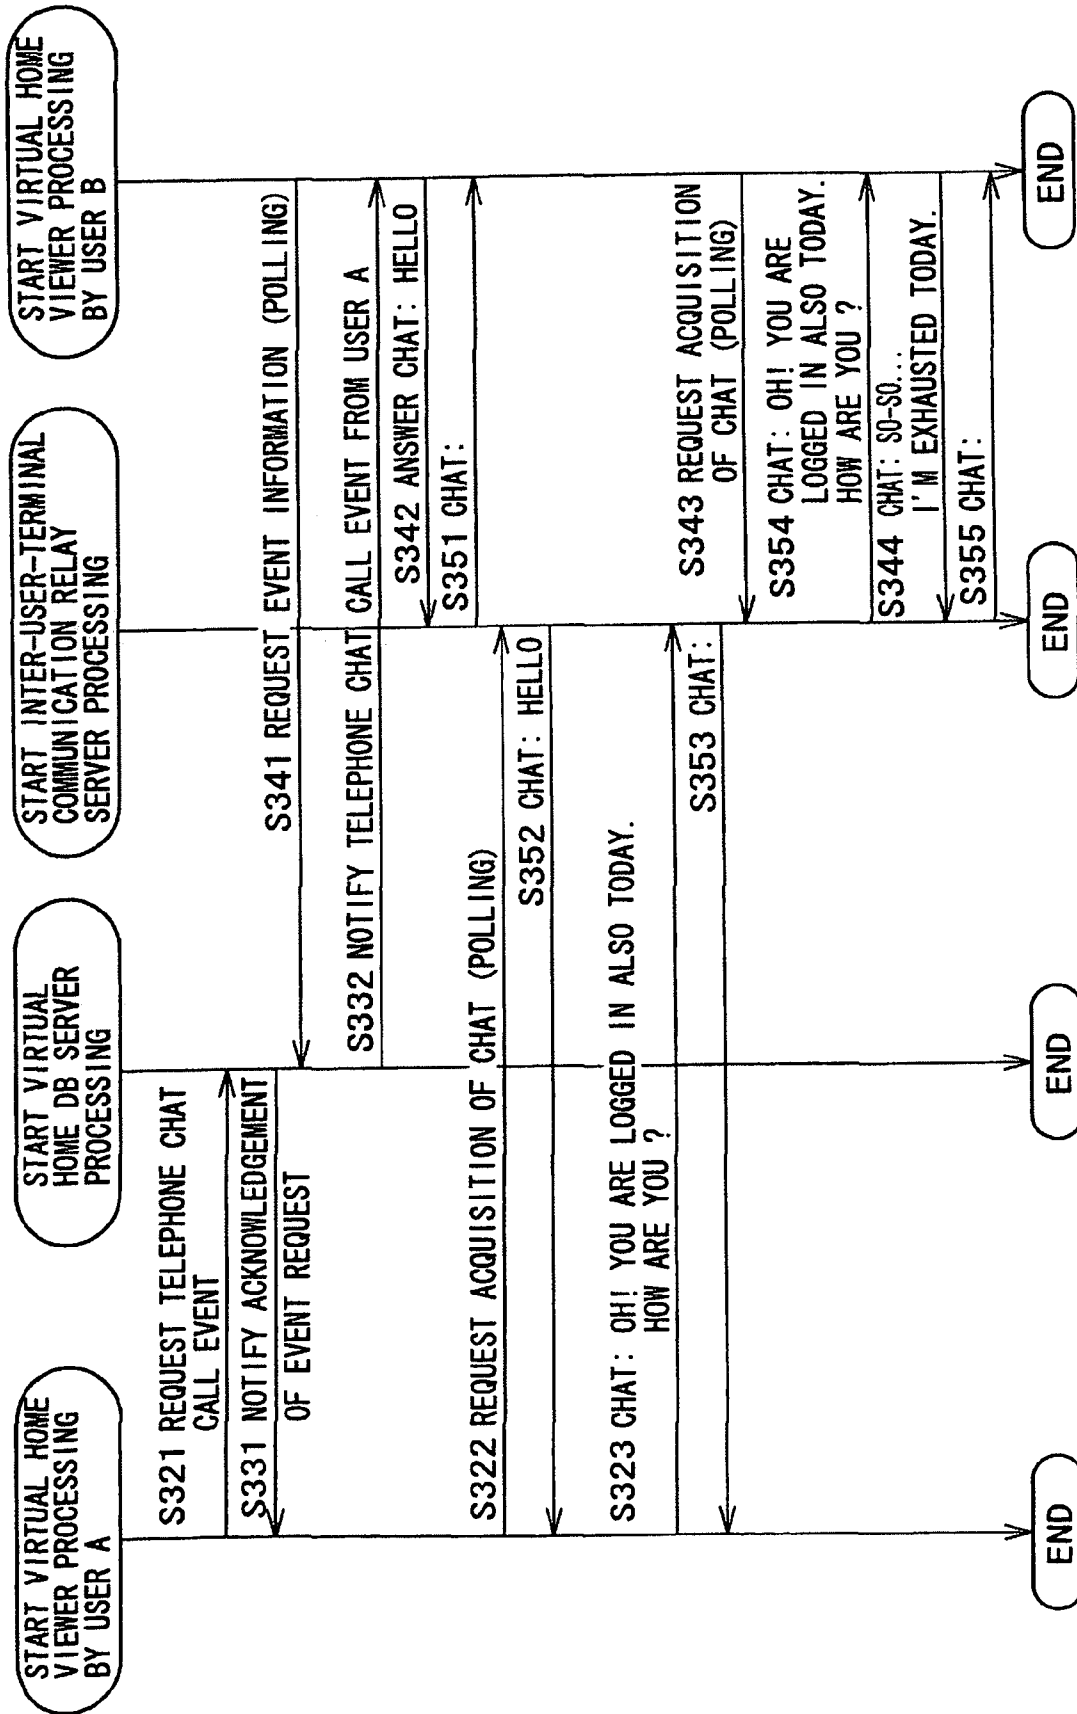 START VIRTUAL HOME
VIEWER PROCESSING
BY USER A
START VIRTUAL
HOME DB SERVER
PROCESSING
START INTER-USER-TERMINAL
COMMUNICATION RELAY
SERVER PROCESSING
START VIRTUAL HOME
VIEWER PROCESSING
BY USER B
S321 REQUEST TELEPHONE CHAT
CALL EVENT
S331 NOTIFY ACKNOWLEDGEMENT
OF EVENT REQUEST
S341 REQUEST EVENT INFORMATION (POLLING)
S332 NOTIFY TELEPHONE CHAT CALL EVENT FROM USER A
S342 ANSWER CHAT: HELLO
S351 CHAT:
S322 REQUEST ACQUISITION OF CHAT (POLLING)
S352 CHAT: HELLO
S323 CHAT: OH! YOU ARE LOGGED IN ALSO TODAY.
HOW ARE YOU ?
S353 CHAT:
S343 REQUEST ACQUISITION
OF CHAT (POLLING)
S354 CHAT: OH! YOU ARE
LOGGED IN ALSO TODAY.
HOW ARE YOU ?
S344 CHAT: SO-SO...
I'M EXHAUSTED TODAY.
S355 CHAT:
END
END
END
END